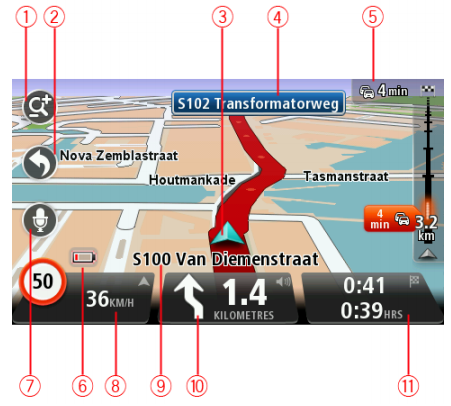 ① ② ③ ④ ⑤
4 min
S102 Transformatorweg
Nova Zemblastraat
Houtmankade
Tasmanstraat
4 min
3.2 km
S100 Van Diemenstraat
50
36 KM/H
1.4 KILOMETRES
0:41
0:39 HRS
⑦ ⑥ ⑧ ⑨ ⑩ ⑪